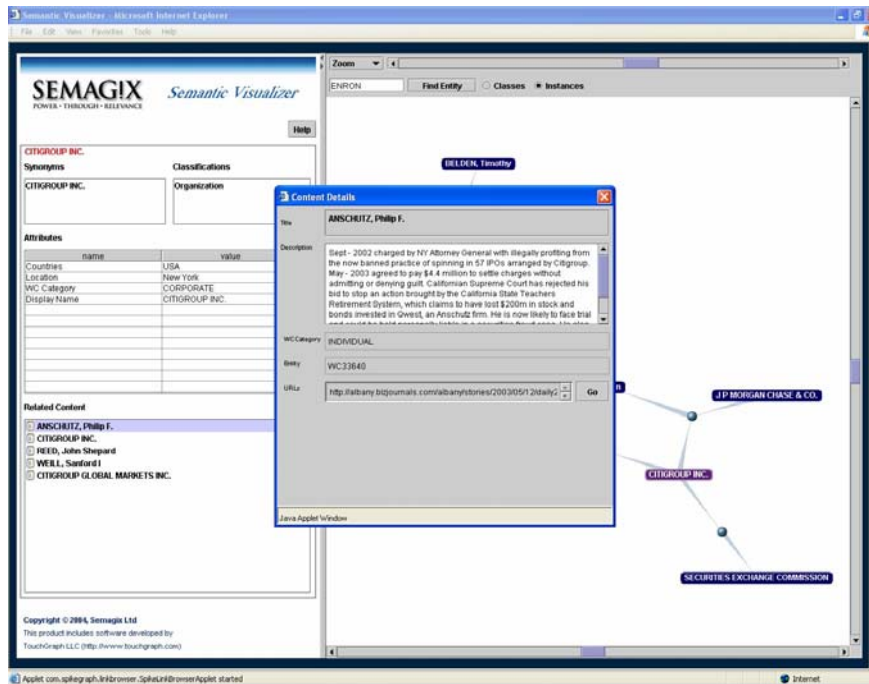 Semantic Visualizer - Microsoft Internet Explorer
File Edit View Favorites Tools Help
SEMAGIX
POWER · THROUGH · RELEVANCE
Semantic Visualizer
Help
CITIGROUP INC.
Synonyms Classifications
CITIGROUP INC. Organization
Attributes
name value
Countries USA
Location New York
WC Category CORPORATE
Display Name CITIGROUP INC.
Related Content
ANSCHUTZ, Philip F.
CITIGROUP INC.
REED, John Shepard
WEILL, Sanford I
CITIGROUP GLOBAL MARKETS INC.
Copyright © 2004, Semagix Ltd
This product includes software developed by
TouchGraph LLC (http://www.touchgraph.com)
Zoom
ENRON Find Entity Classes Instances
BELDEN, Timothy
Content Details
Title ANSCHUTZ, Philip F.
Description
Sept - 2002 charged by NY Attorney General with illegally profiting from
the now banned practice of spinning in 57 IPOs arranged by Citigroup.
May - 2003 agreed to pay $4.4 million to settle charges without
admitting or denying guilt. Californian Supreme Court has rejected his
bid to stop an action brought by the California State Teachers
Retirement System, which claims to have lost $200m in stock and
bonds invested in Qwest, an Anschutz firm. He is now likely to face trial
WC Category INDIVIDUAL
Entity WC33640
URLs http://albany.bizjournals.com/albany/stories/2003/05/12/daily2 Go
Java Applet Window
J P MORGAN CHASE & CO.
CITIGROUP INC.
SECURITIES EXCHANGE COMMISSION
Applet com.spikegraph.linkbrowser.SpikeLinkBrowserApplet started
Internet